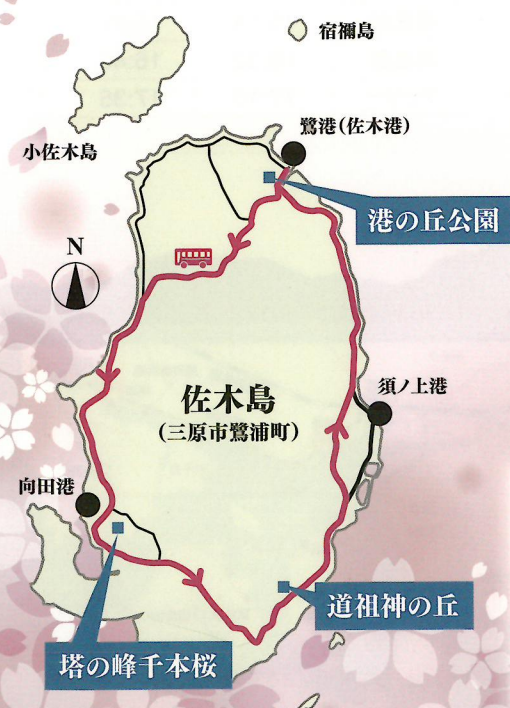 宿禰島
鷺港（佐木港）
小佐木島
港の丘公園
N
佐木島
（三原市鷺浦町）
須ノ上港
向田港
道祖神の丘
塔の峰千本桜